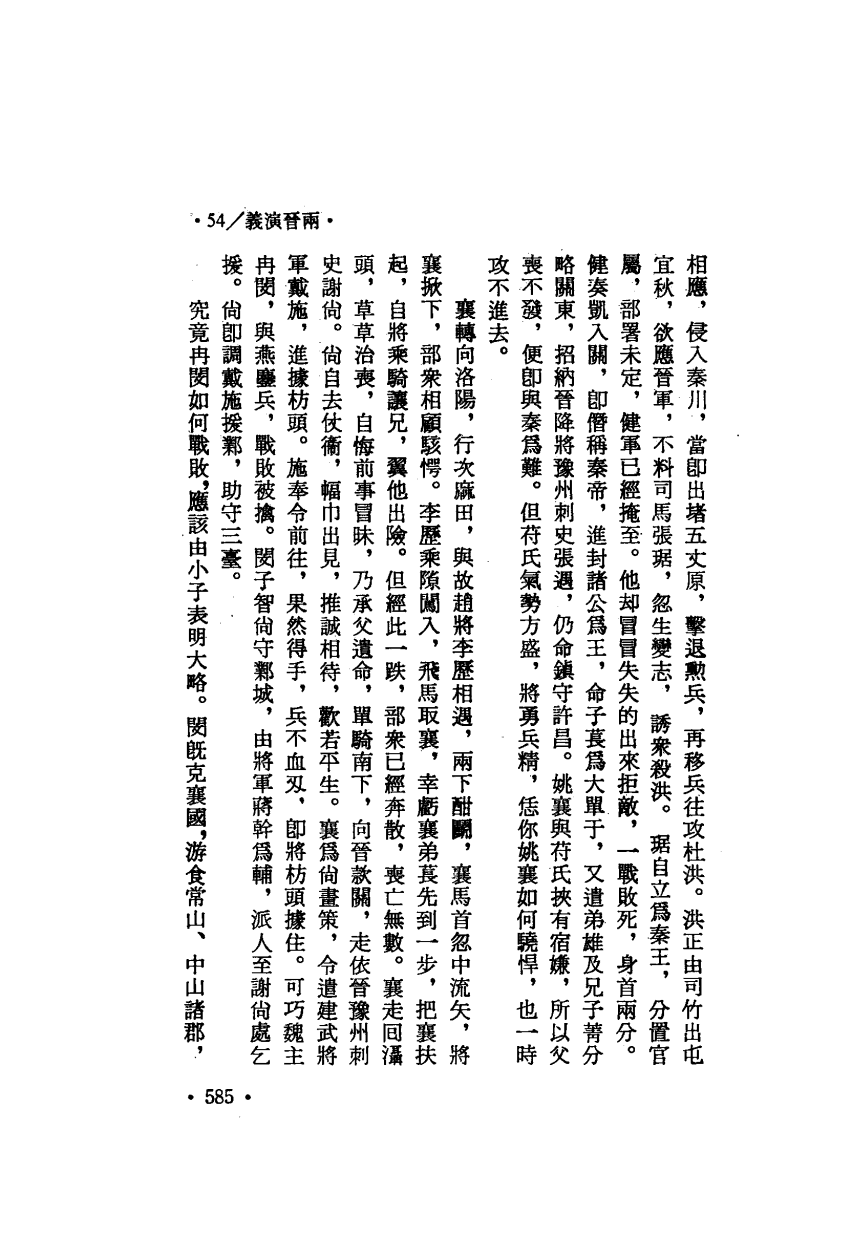 ·54/義演晉兩·
相應，侵入秦川，當卽出堵五丈原，擊退勲兵，再移兵往攻杜洪。洪正由司竹出屯
宜秋，欲應晉軍，不料司馬張琚，忽生變志，誘衆殺洪。琚自立爲秦王，分置官
屬，部署未定，健軍已經掩至。他却冒冒失失的出來拒敵，一戰敗死，身首兩分。
健奏凱入關，卽僭稱秦帝，進封諸公爲王，命子萇爲大單于，又遣弟雄及兄子菁分
略關東，招納晉降將豫州刺史張遇，仍命鎮守許昌。姚襄與苻氏挾有宿嫌，所以父
喪不發，便卽與秦爲難。但苻氏氣勢方盛，將勇兵精，恁你姚襄如何驍悍，也一時
攻不進去。
襄轉向洛陽，行次麻田，與故趙將李歷相遇，兩下酣鬭，襄馬首忽中流矢，將
襄掀下，部衆相顧駭愕。李歷乘隙闖入，飛馬取襄，幸虧襄弟萇先到一步，把襄扶
起，自將乘騎讓兄，翼他出險。但經此一跌，部衆已經奔散，喪亡無數。襄走囘灄
頭，草草治喪，自悔前事冒昧，乃承父遺命，單騎南下，向晉款關，走依晉豫州刺
史謝尙。尙自去仗衞，幅巾出見，推誠相待，歡若平生。襄爲尙畫策，令遣建武將
軍戴施，進據枋頭。施奉令前往，果然得手，兵不血刃，卽將枋頭據住。可巧魏主
冉閔，與燕鏖兵，戰敗被擒。閔子智尙守鄴城，由將軍蔣幹爲輔，派人至謝尙處乞
援。尙卽調戴施援鄴，助守三臺。
究竟冉閔如何戰敗，應該由小子表明大略。閔旣克襄國，游食常山、中山諸郡，
·585·